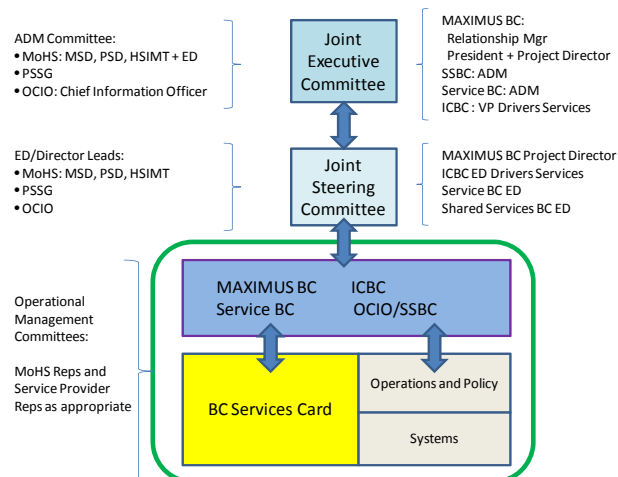 ADM Committee:
• MoHS: MSD, PSD, HSIMT + ED
• PSSG
• OCIO: Chief Information Officer
Joint
Executive
Committee
MAXIMUS BC:
Relationship Mgr
President + Project Director
SSBC: ADM
Service BC: ADM
ICBC : VP Drivers Services
ED/Director Leads:
• MoHS: MSD, PSD, HSIMT
• PSSG
• OCIO
Joint
Steering
Committee
MAXIMUS BC Project Director
ICBC ED Drivers Services
Service BC ED
Shared Services BC ED
Operational
Management
Committees:
MoHS Reps and
Service Provider
Reps as appropriate
MAXIMUS BC ICBC
Service BC OCIO/SSBC
BC Services Card
Operations and Policy
Systems